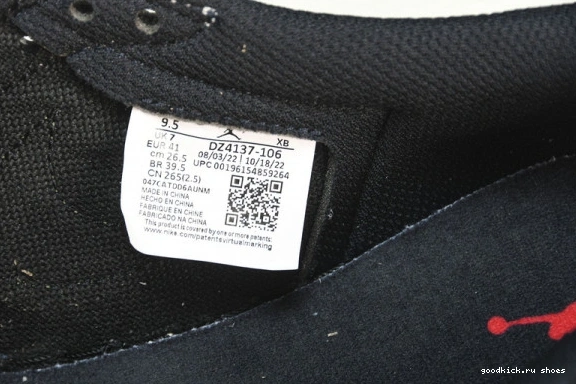 9.5 XB
UK 7
EUR 41 DZ4137-106
cm 26.5 08/03/22 | 10/18/22
BR 39.5 UPC 00196154859264
CN 265(2.5)
047CATDD6AUNM
MADE IN CHINA
HECHO EN CHINA
FABRIQUE EN CHINE
FABRICADO NA CHINA
This product is covered by one or more patents:
www.nike.com/patentsvirtualmarking
goodkick.ru shoes